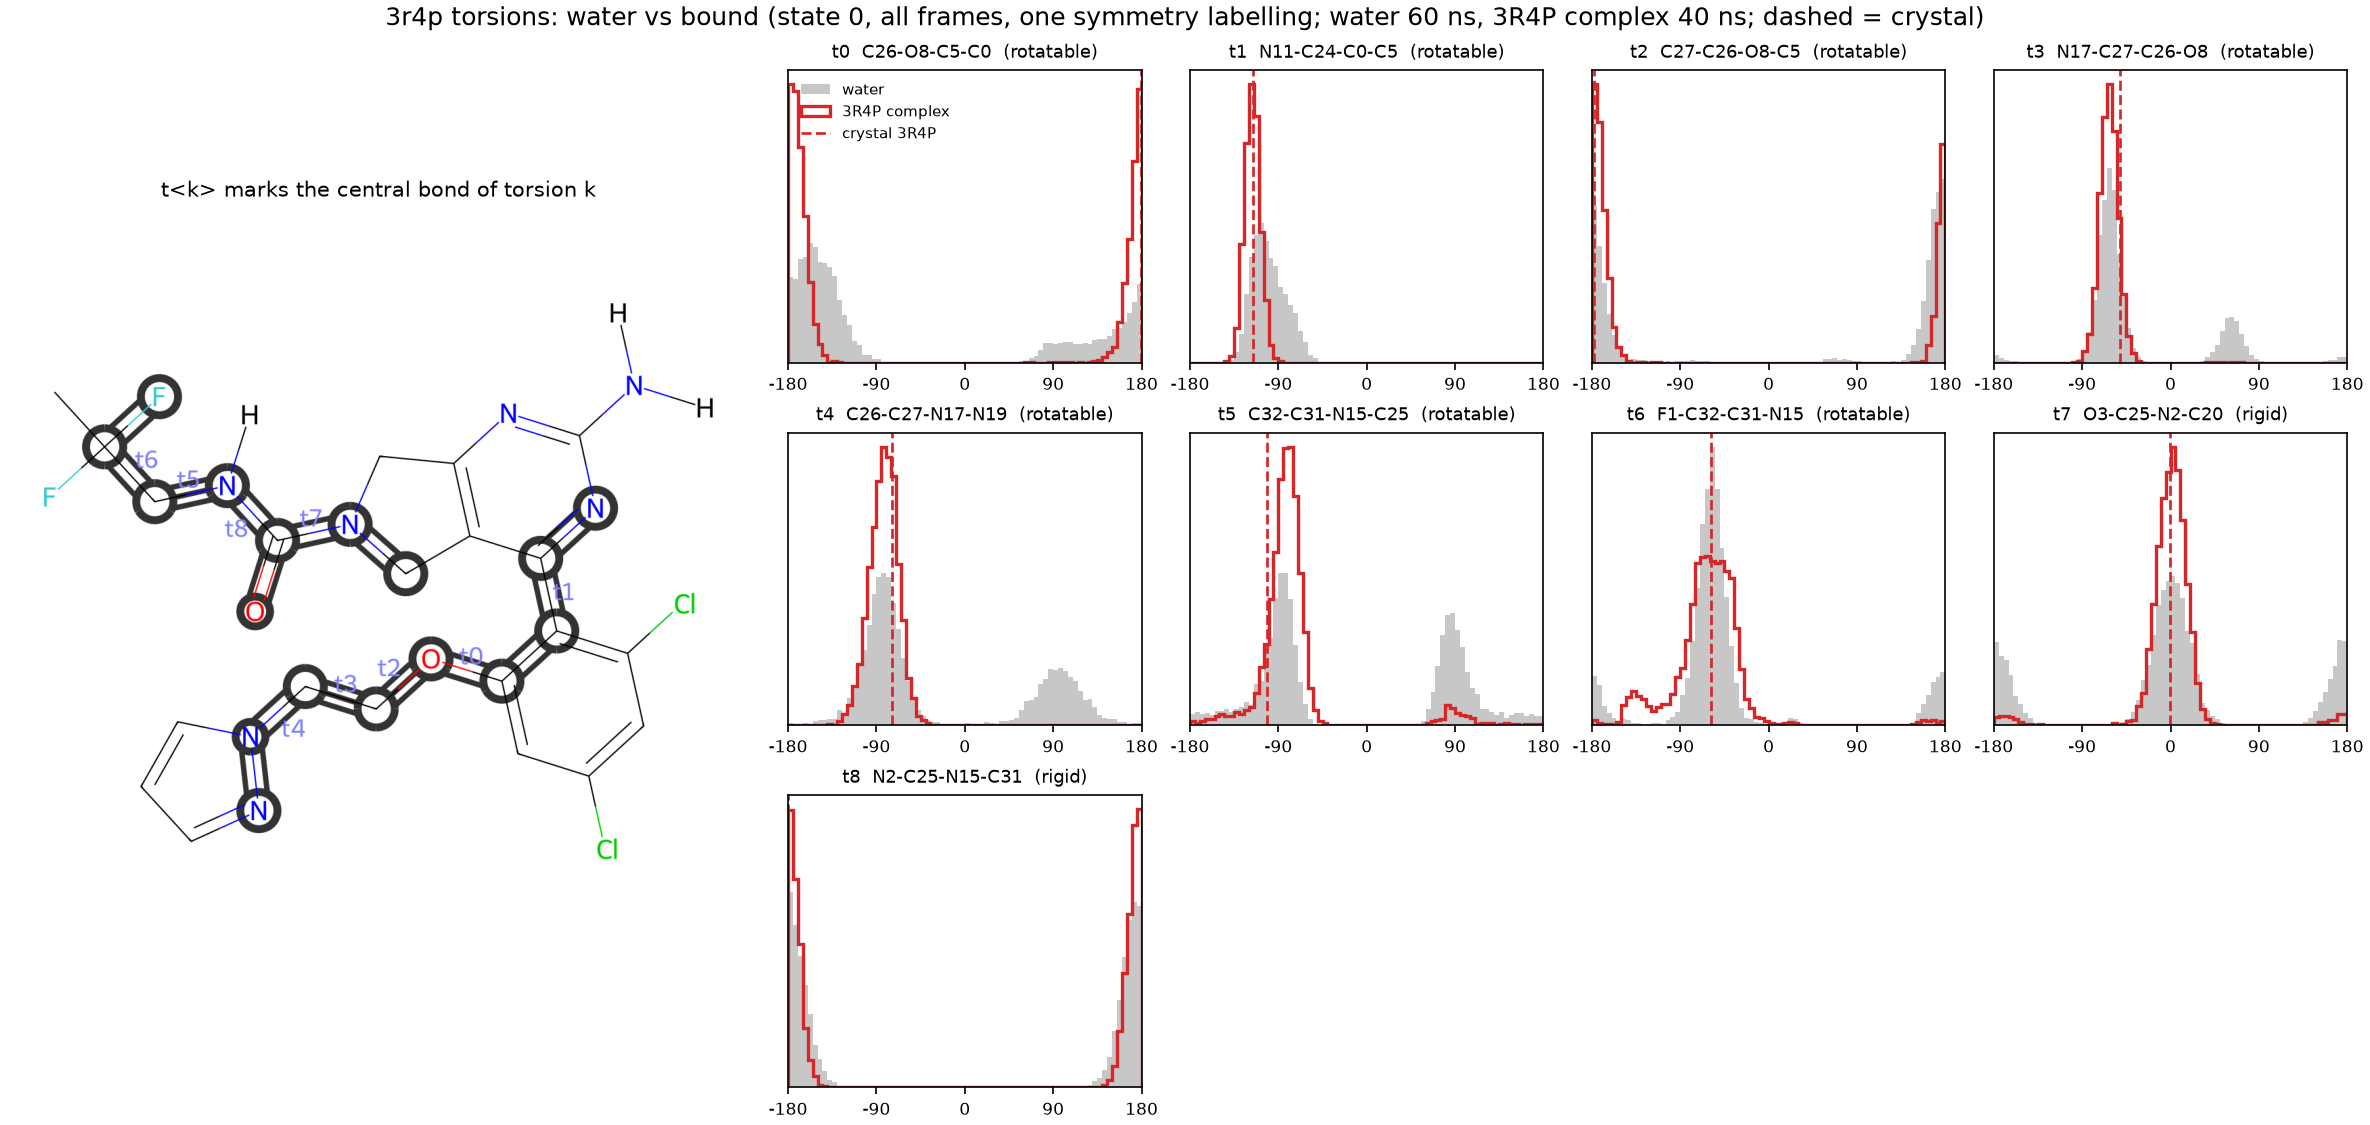 3r4p torsions: water vs bound (state 0, all frames, one symmetry labelling; water 60 ns, 3R4P complex 40 ns; dashed = crystal)
t<k> marks the central bond of torsion k
H
N
H
N
N
F
F
H
N
N
O
t6
t5
t8
t7
t1
Cl
O
t0
t2
t3
t4
N
N
Cl
t0 C26-O8-C5-C0 (rotatable)
water
3R4P complex
crystal 3R4P
-180 -90 0 90 180
t1 N11-C24-C0-C5 (rotatable)
-180 -90 0 90 180
t2 C27-C26-O8-C5 (rotatable)
-180 -90 0 90 180
t3 N17-C27-C26-O8 (rotatable)
-180 -90 0 90 180
t4 C26-C27-N17-N19 (rotatable)
-180 -90 0 90 180
t5 C32-C31-N15-C25 (rotatable)
-180 -90 0 90 180
t6 F1-C32-C31-N15 (rotatable)
-180 -90 0 90 180
t7 O3-C25-N2-C20 (rigid)
-180 -90 0 90 180
t8 N2-C25-N15-C31 (rigid)
-180 -90 0 90 180